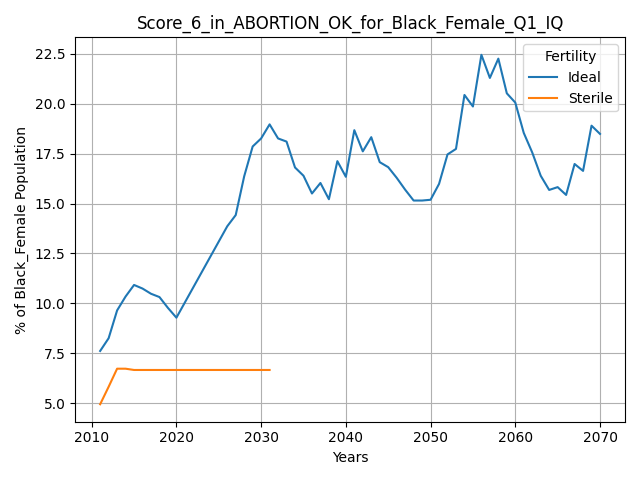 Score_6_in_ABORTION_OK_for_Black_Female_Q1_IQ
Fertility
Ideal
Sterile
% of Black_Female Population
22.5
20.0
17.5
15.0
12.5
10.0
7.5
5.0
2010 2020 2030 2040 2050 2060 2070
Years